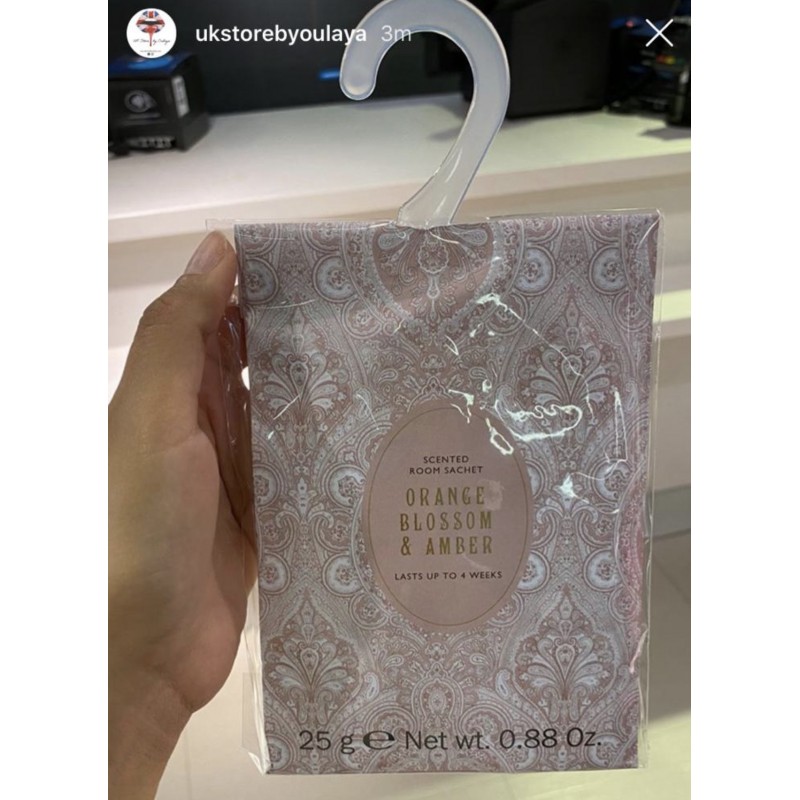 ukstorebyoulaya 3m
SCENTED
ROOM SACHET
ORANGE
BLOSSOM
& AMBER
LASTS UP TO 4 WEEKS
25 g ℮ Net wt. 0.88 Oz.